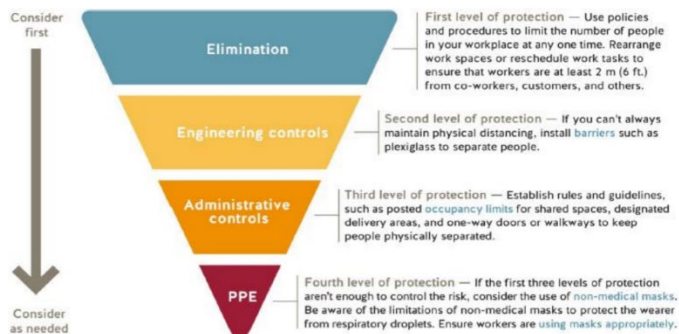 Consider
first
Elimination
First level of protection — Use policies
and procedures to limit the number of people
in your workplace at any one time. Rearrange
work spaces or reschedule work tasks to
ensure that workers are at least 2 m (6 ft.)
from co-workers, customers, and others.
Engineering controls
Second level of protection — If you can't always
maintain physical distancing, install barriers such as
plexiglass to separate people.
Administrative
controls
Third level of protection — Establish rules and guidelines,
such as posted occupancy limits for shared spaces, designated
delivery areas, and one-way doors or walkways to keep
people physically separated.
PPE
Fourth level of protection — If the first three levels of protection
aren't enough to control the risk, consider the use of non-medical masks.
Be aware of the limitations of non-medical masks to protect the wearer
from respiratory droplets. Ensure workers are using masks appropriately.
Consider
as needed